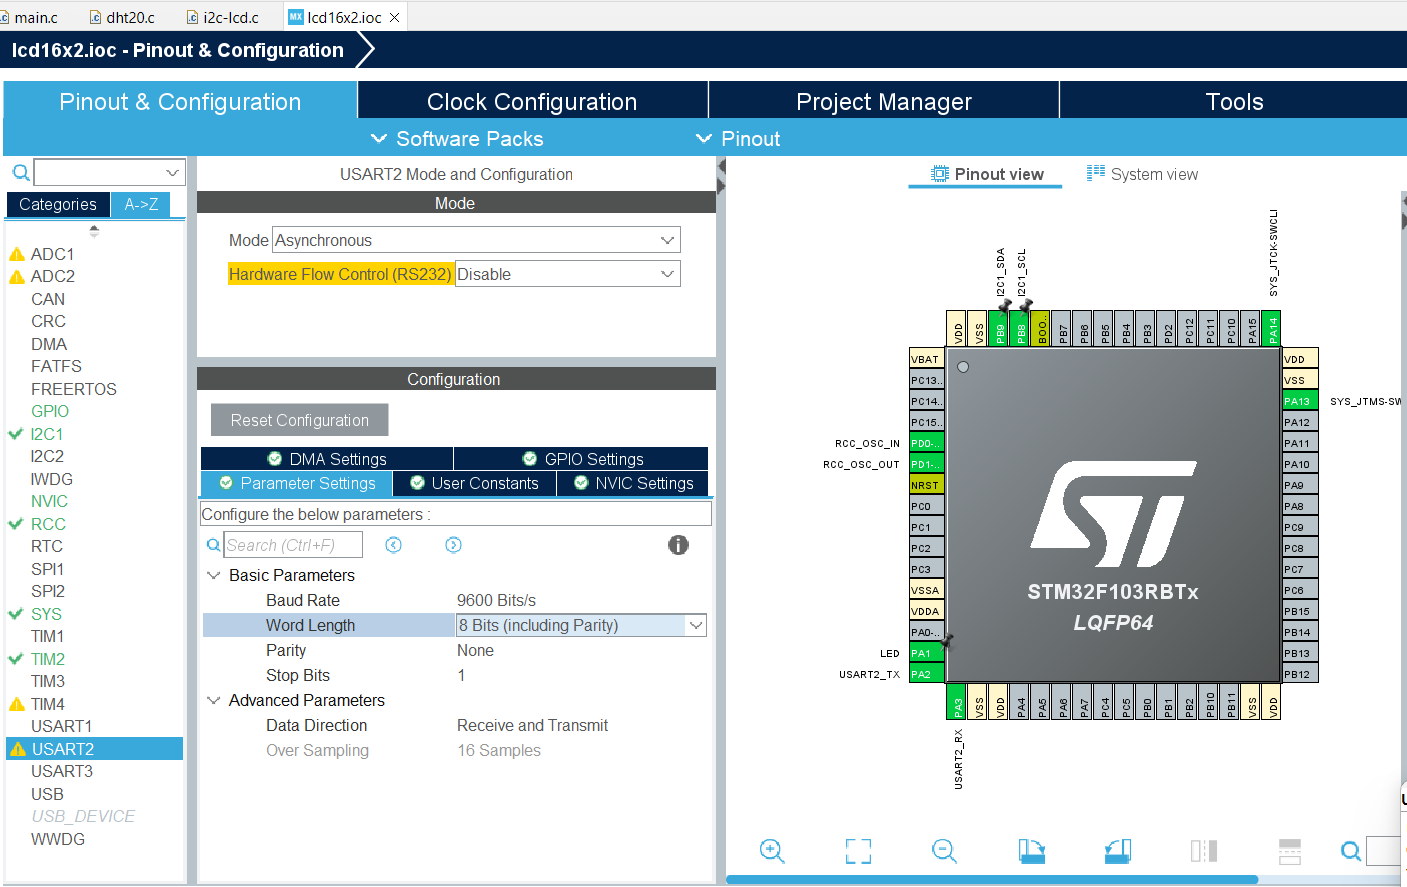 main.c
dht20.c
i2c-lcd.c
MX lcd16x2.ioc
lcd16x2.ioc - Pinout & Configuration
Pinout & Configuration
Clock Configuration
Project Manager
Tools
Software Packs
Pinout
Categories
A->Z
ADC1
ADC2
CAN
CRC
DMA
FATFS
FREERTOS
GPIO
I2C1
I2C2
IWDG
NVIC
RCC
RTC
SPI1
SPI2
SYS
TIM1
TIM2
TIM3
TIM4
USART1
USART2
USART3
USB
USB_DEVICE
WWDG
USART2 Mode and Configuration
Mode
Mode Asynchronous
Hardware Flow Control (RS232) Disable
Configuration
Reset Configuration
DMA Settings
GPIO Settings
Parameter Settings
User Constants
NVIC Settings
Configure the below parameters :
Search (Ctrl+F)
Basic Parameters
Baud Rate 9600 Bits/s
Word Length 8 Bits (including Parity)
Parity None
Stop Bits 1
Advanced Parameters
Data Direction Receive and Transmit
Over Sampling 16 Samples
Pinout view
System view
I2C1_SDA
I2C1_SCL
SYS_JTCK-SWCLK
VDD
VSS
PB9
PB8
BOO..
PB7
PB6
PB5
PB4
PB3
PD2
PC12
PC11
PC10
PA15
PA14
VBAT
PC13..
PC14..
PC15..
RCC_OSC_IN PD0-..
RCC_OSC_OUT PD1-..
NRST
PC0
PC1
PC2
PC3
VSSA
VDDA
PA0-..
LED PA1
USART2_TX PA2
STM32F103RBTx
LQFP64
VDD
VSS
PA13 SYS_JTMS-SW
PA12
PA11
PA10
PA9
PA8
PC9
PC8
PC7
PC6
PB15
PB14
PB13
PB12
PA3
VSS
VDD
PA4
PA5
PA6
PA7
PC4
PC5
PB0
PB1
PB2
PB10
PB11
VSS
VDD
USART2_RX